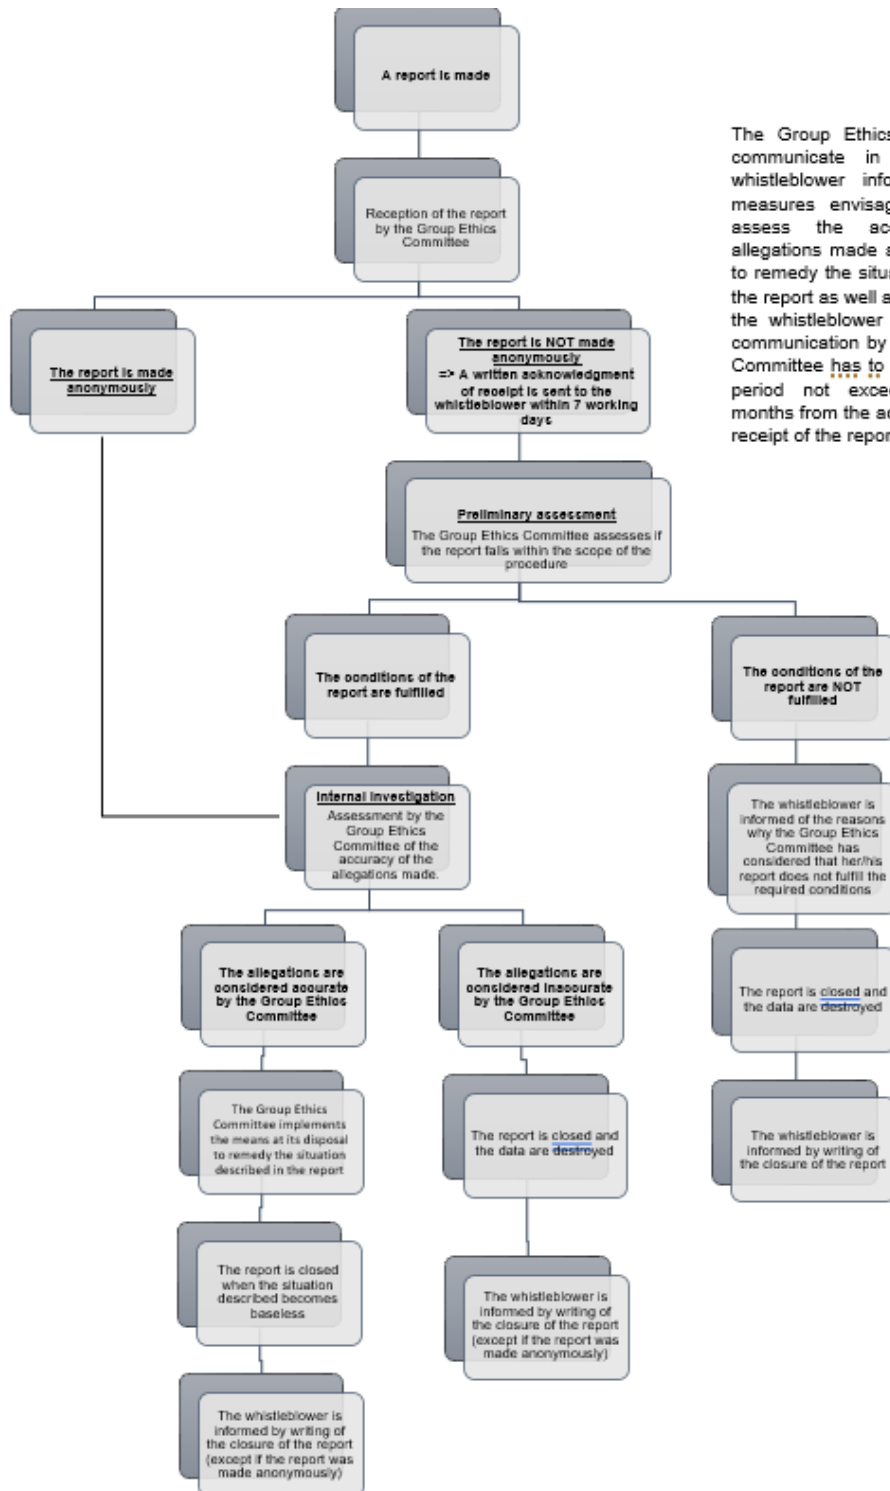 A report is made
Reception of the report
by the Group Ethics
Committee
The Group Ethics
communicate in
whistleblower
measures
assess the
allegations made
to remedy the
the report as well
the whistleblower
communication by
Committee has to
period not
months from the
receipt of the
The report is made
anonymously
The report is NOT made
anonymously
=> A written acknowledgment
of receipt is sent to the
whistleblower within 7 working
days
Preliminary assessment
The Group Ethics Committee assesses if
the report falls within the scope of the
procedure
The conditions of the
report are fulfilled
The conditions of the
report are NOT
fulfilled
Internal investigation
Assessment by the
Group Ethics
Committee of the
accuracy of the
allegations made.
The whistleblower is
informed of the reasons
why the Group Ethics
Committee has
considered that her/his
report does not fulfill the
required conditions
The allegations are
considered accurate
by the Group Ethics
Committee
The allegations are
considered inaccurate
by the Group Ethics
Committee
The report is closed and
the data are destroyed
The Group Ethics
Committee implements
the means at its disposal
to remedy the situation
described in the report
The report is closed and
the data are destroyed
The whistleblower is
informed by writing of
the closure of the report
The report is closed
when the situation
described becomes
baseless
The whistleblower is
informed by writing of
the closure of the report
(except if the report was
made anonymously)
The whistleblower is
informed by writing of
the closure of the report
(except if the report was
made anonymously)